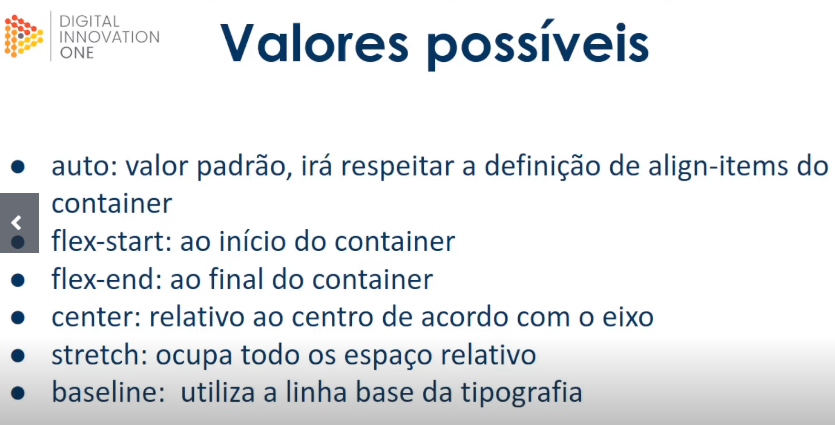 DIGITAL
INNOVATION
ONE
Valores possíveis
● auto: valor padrão, irá respeitar a definição de align-items do
container
● flex-start: ao início do container
● flex-end: ao final do container
● center: relativo ao centro de acordo com o eixo
● stretch: ocupa todo os espaço relativo
● baseline: utiliza a linha base da tipografia